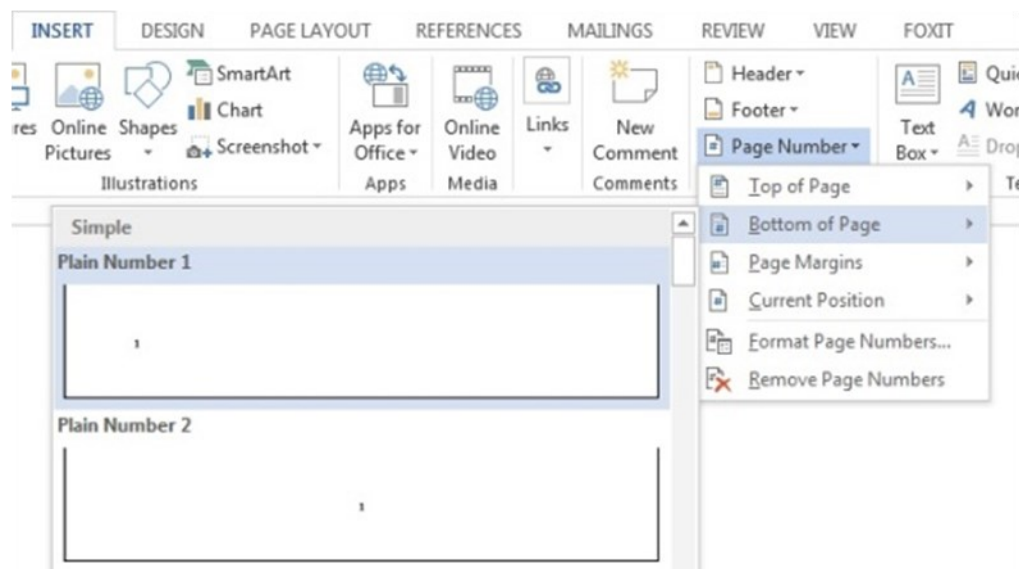 INSERT DESIGN PAGE LAYOUT REFERENCES MAILINGS REVIEW VIEW FOXIT
Online Pictures
Shapes
SmartArt
Chart
Screenshot
Illustrations
Apps for Office
Apps
Online Video
Media
Links
New Comment
Comments
Header
Footer
Page Number
Text Box
A
Top of Page
Bottom of Page
Page Margins
Current Position
Format Page Numbers...
Remove Page Numbers
Simple
Plain Number 1
1
Plain Number 2
1